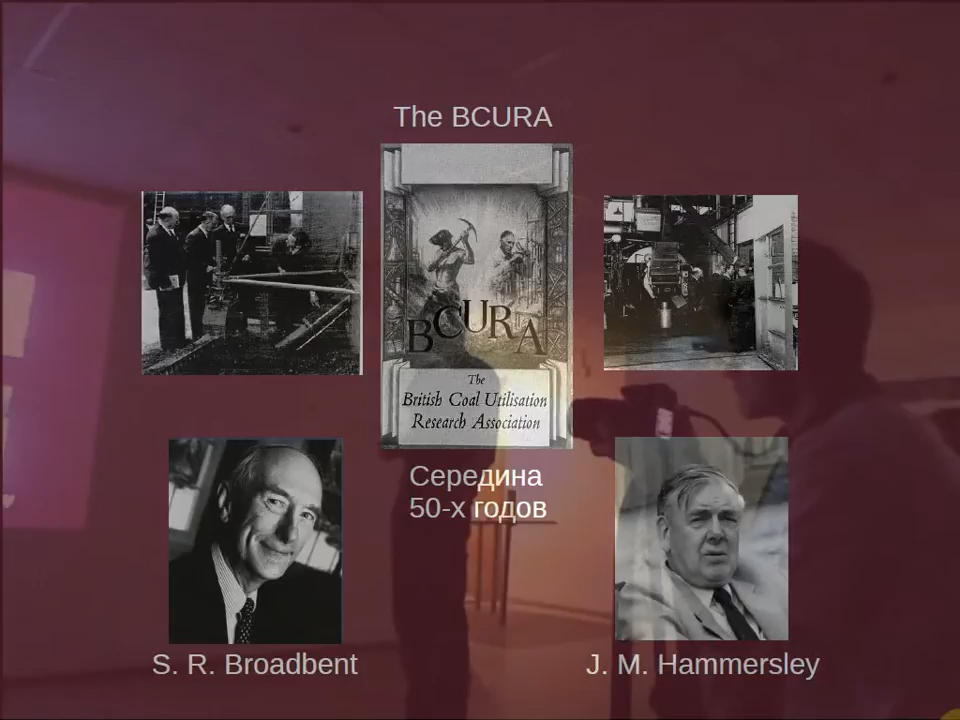 The BCURA
BCURA
The
British Coal Utilisation
Research Association
Середина
50-х годов
S. R. Broadbent
J. M. Hammersley